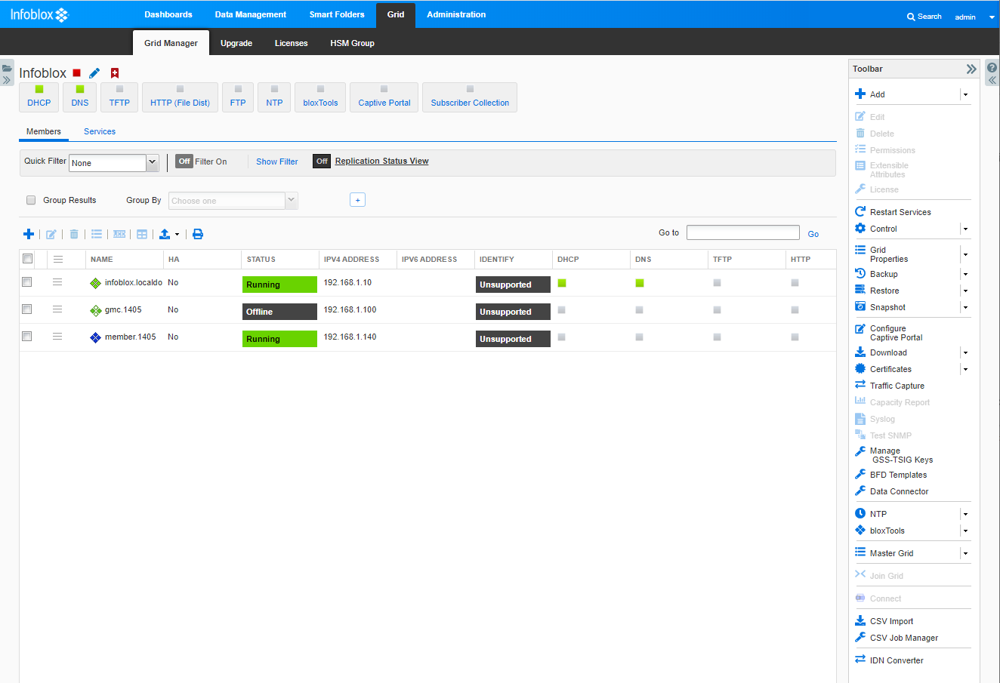 Infoblox
Dashboards Data Management Smart Folders Grid Administration Search admin
Grid Manager Upgrade Licenses HSM Group
Infoblox
DHCP DNS TFTP HTTP (File Dist) FTP NTP bloxTools Captive Portal Subscriber Collection
Members Services
Quick Filter None Off Filter On Show Filter Off Replication Status View
Group Results Group By Choose one +
Go to Go
NAME HA STATUS IPV4 ADDRESS IPV6 ADDRESS IDENTIFY DHCP DNS TFTP HTTP
infoblox.localdo No Running 192.168.1.10 Unsupported
gmc.1405 No Offline 192.168.1.100 Unsupported
member.1405 No Running 192.168.1.140 Unsupported
Toolbar
Add
Edit
Delete
Permissions
Extensible
Attributes
License
Restart Services
Control
Grid
Properties
Backup
Restore
Snapshot
Configure
Captive Portal
Download
Certificates
Traffic Capture
Capacity Report
Syslog
Test SNMP
Manage
GSS-TSIG Keys
BFD Templates
Data Connector
NTP
bloxTools
Master Grid
Join Grid
Connect
CSV Import
CSV Job Manager
IDN Converter